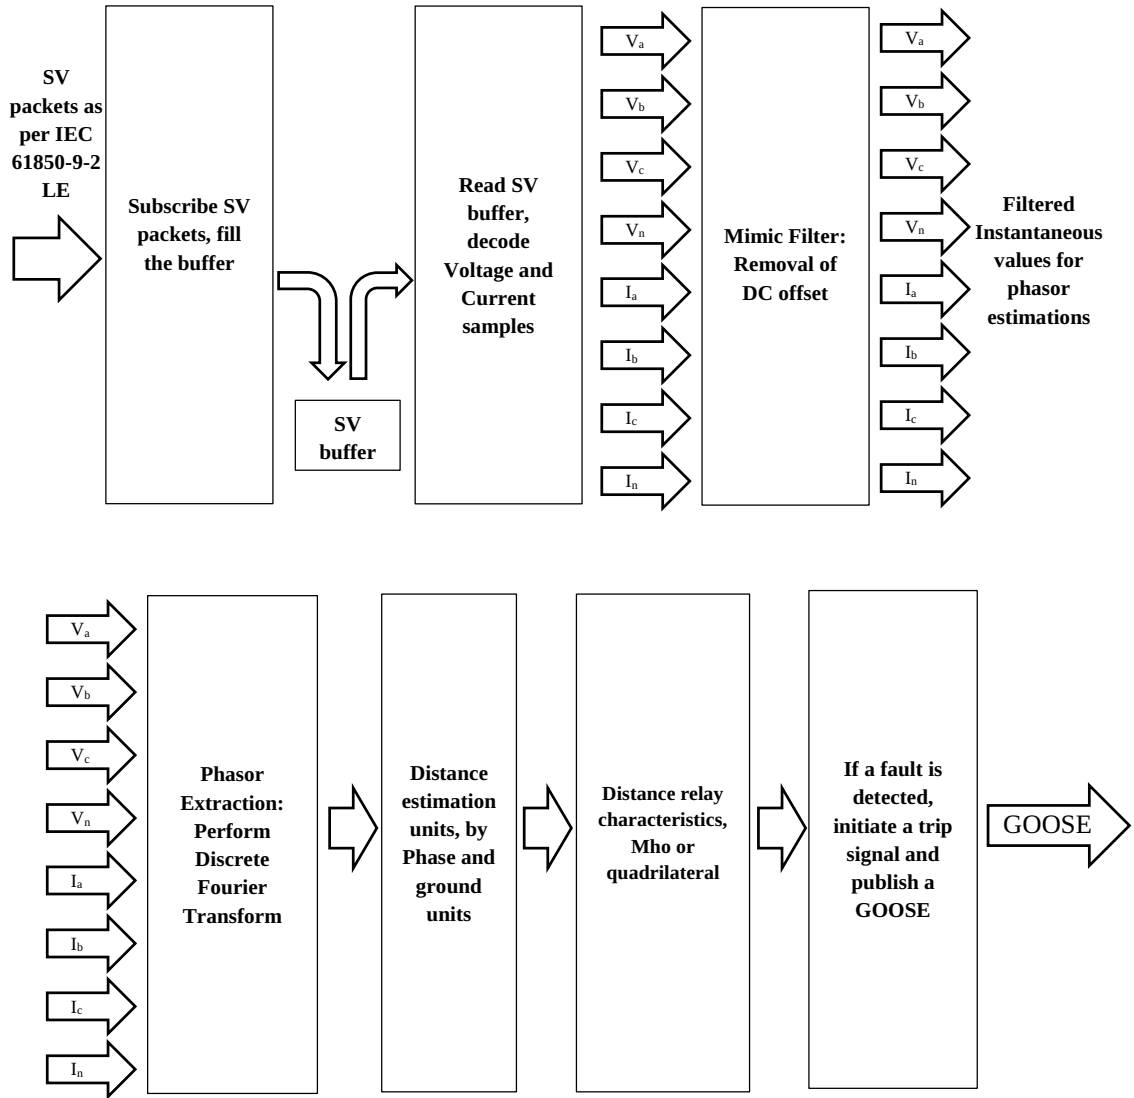 SV
packets as
per IEC
61850-9-2
LE
Subscribe SV
packets, fill
the buffer
SV
buffer
Read SV
buffer,
decode
Voltage and
Current
samples
Va
Vb
Vc
Vn
Ia
Ib
Ic
In
Mimic Filter:
Removal of
DC offset
Va
Vb
Vc
Vn
Ia
Ib
Ic
In
Filtered
Instantaneous
values for
phasor
estimations
Va
Vb
Vc
Vn
Ia
Ib
Ic
In
Phasor
Extraction:
Perform
Discrete
Fourier
Transform
Distance
estimation
units, by
Phase and
ground
units
Distance relay
characteristics,
Mho or
quadrilateral
If a fault is
detected,
initiate a trip
signal and
publish a
GOOSE
GOOSE